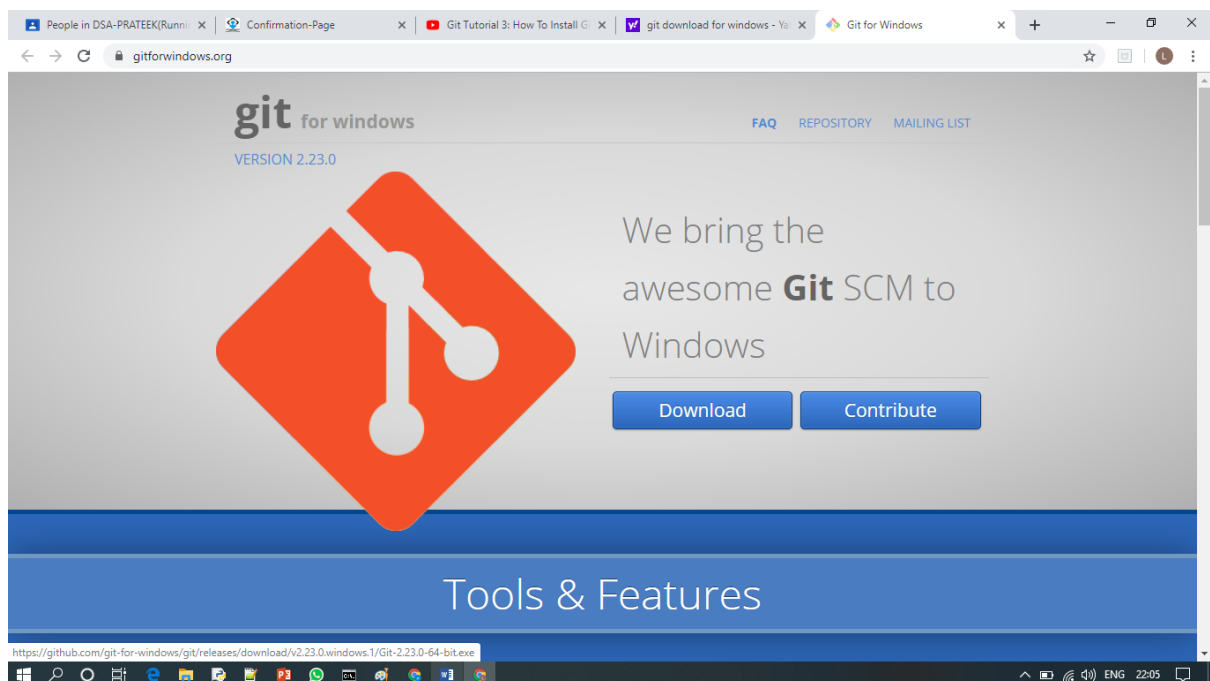 People in DSA-PRATEEK(Runni
Confirmation-Page
Git Tutorial 3: How To Install G
git download for windows - Ya
Git for Windows
gitforwindows.org
L
git for windows
FAQ REPOSITORY MAILING LIST
VERSION 2.23.0
We bring the
awesome Git SCM to
Windows
Download Contribute
Tools & Features
https://github.com/git-for-windows/git/releases/download/v2.23.0.windows.1/Git-2.23.0-64-bit.exe
ENG 22:05